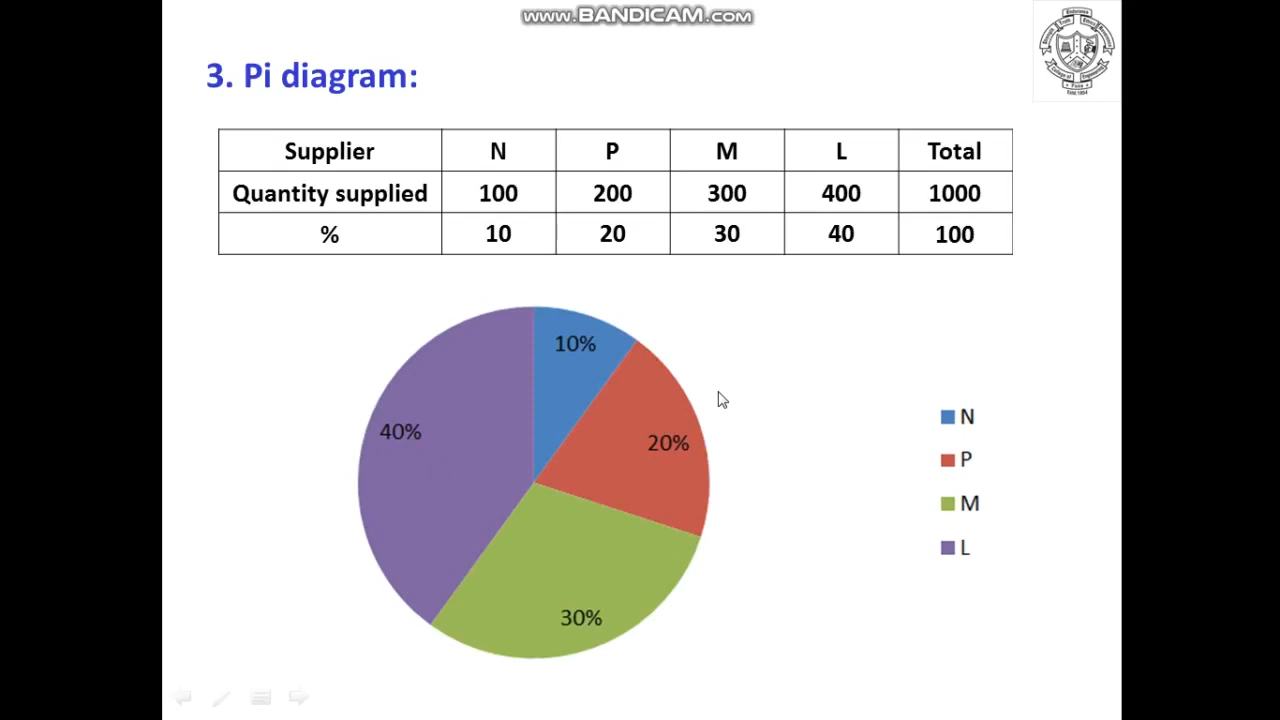 www.BANDICAM.com
3. Pi diagram:
Supplier N P M L Total
Quantity supplied 100 200 300 400 1000
% 10 20 30 40 100
10%
20%
40%
30%
N
P
M
L